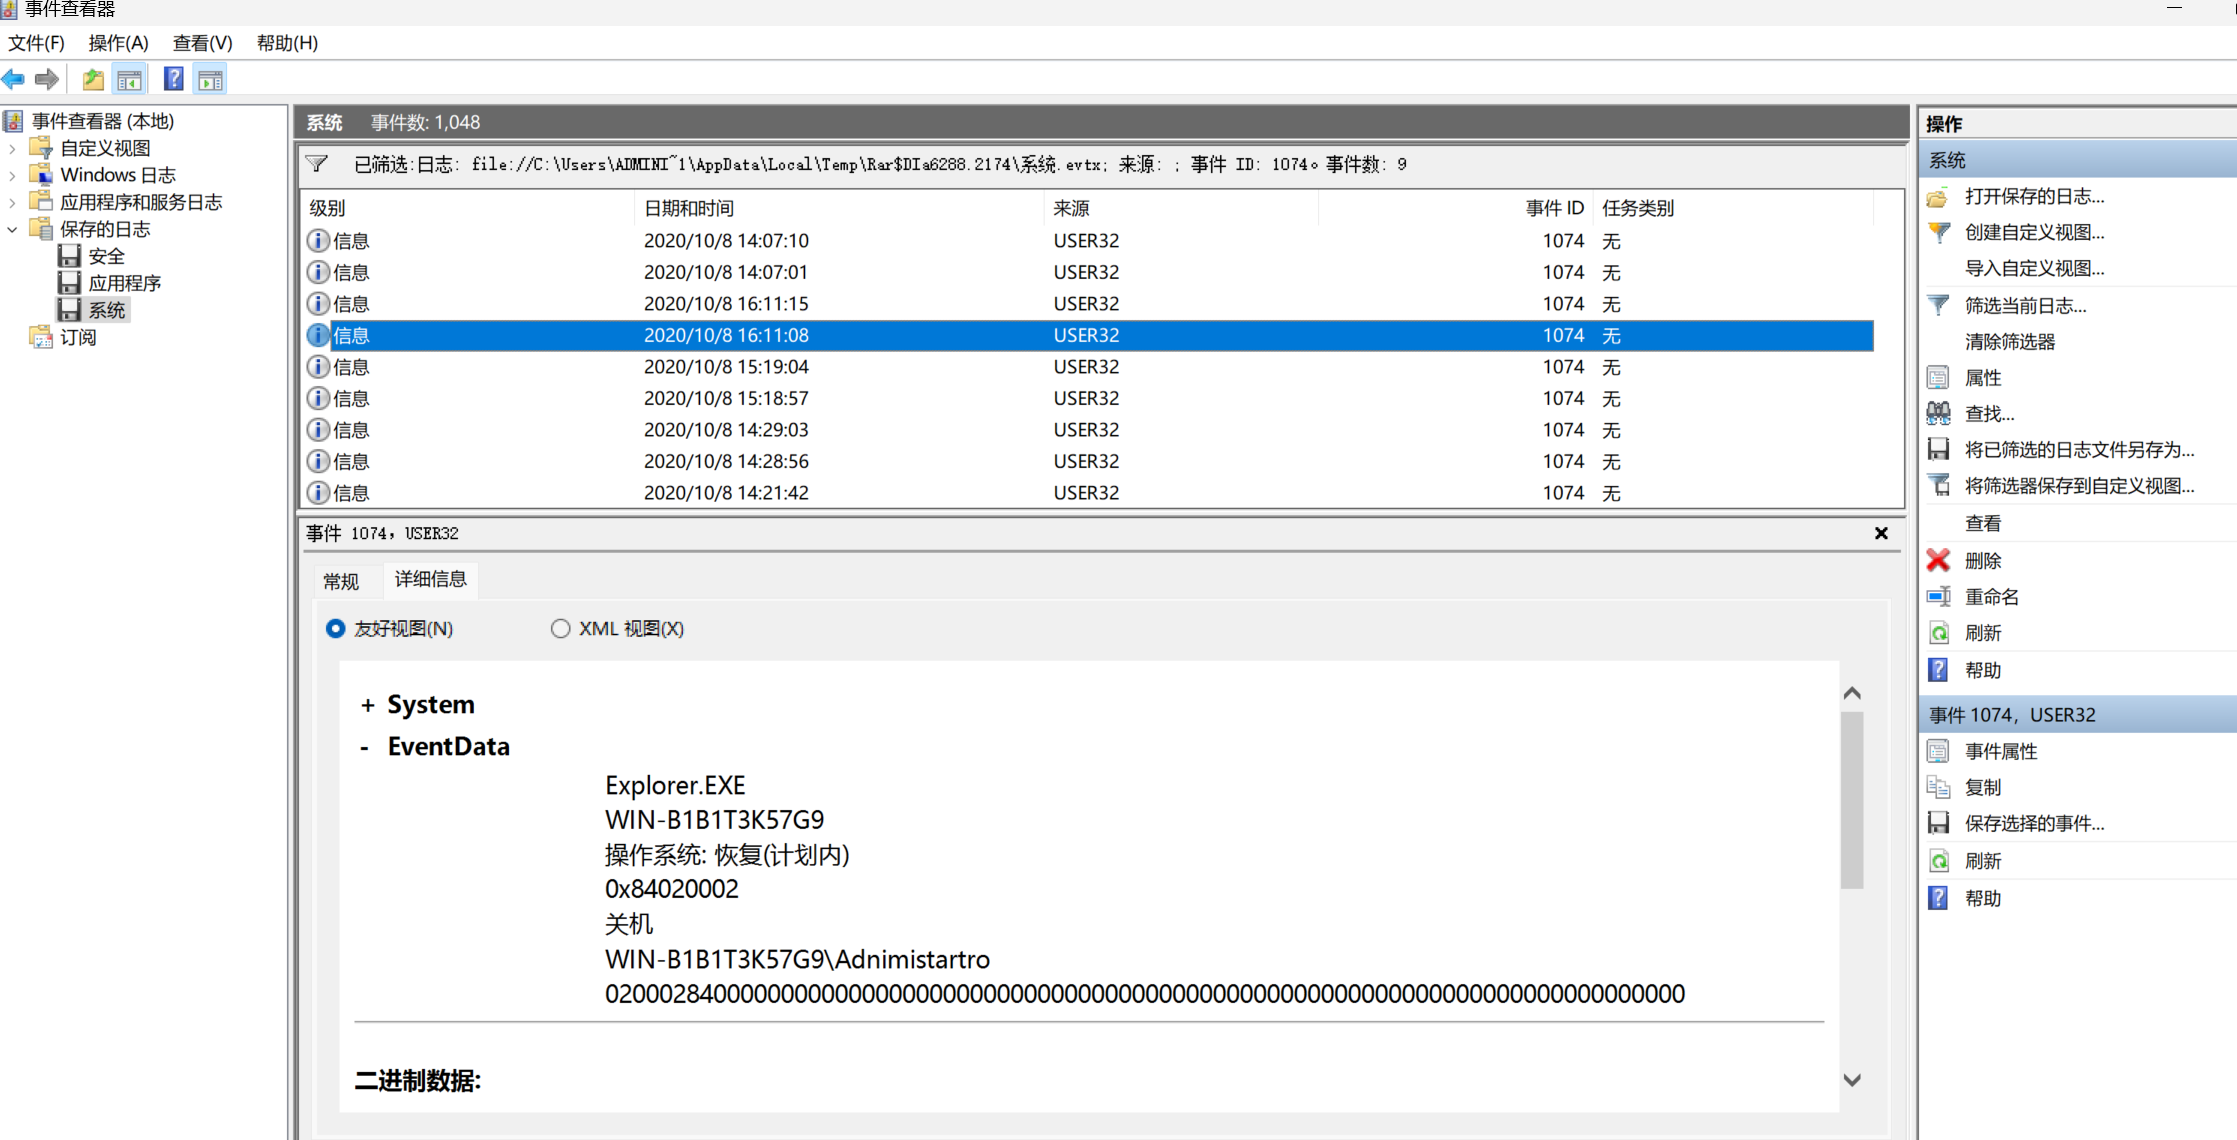 事件查看器
文件(F) 操作(A) 查看(V) 帮助(H)
事件查看器 (本地)
自定义视图
Windows 日志
应用程序和服务日志
保存的日志
安全
应用程序
系统
订阅
系统 事件数: 1,048
已筛选:日志: file://C:\Users\ADMINI~1\AppData\Local\Temp\Rar$DIa6288.2174\系统.evtx; 来源: ; 事件 ID: 1074。事件数: 9
级别 日期和时间 来源 事件 ID 任务类别
信息 2020/10/8 14:07:10 USER32 1074 无
信息 2020/10/8 14:07:01 USER32 1074 无
信息 2020/10/8 16:11:15 USER32 1074 无
信息 2020/10/8 16:11:08 USER32 1074 无
信息 2020/10/8 15:19:04 USER32 1074 无
信息 2020/10/8 15:18:57 USER32 1074 无
信息 2020/10/8 14:29:03 USER32 1074 无
信息 2020/10/8 14:28:56 USER32 1074 无
信息 2020/10/8 14:21:42 USER32 1074 无
事件 1074，USER32
常规 详细信息
友好视图(N) XML 视图(X)
+ System
- EventData
Explorer.EXE
WIN-B1B1T3K57G9
操作系统: 恢复(计划内)
0x84020002
关机
WIN-B1B1T3K57G9\Adnimistartro
二进制数据:
操作
系统
打开保存的日志...
创建自定义视图...
导入自定义视图...
筛选当前日志...
清除筛选器
属性
查找...
将已筛选的日志文件另存为...
将筛选器保存到自定义视图...
查看
删除
重命名
刷新
帮助
事件 1074，USER32
事件属性
复制
保存选择的事件...
刷新
帮助